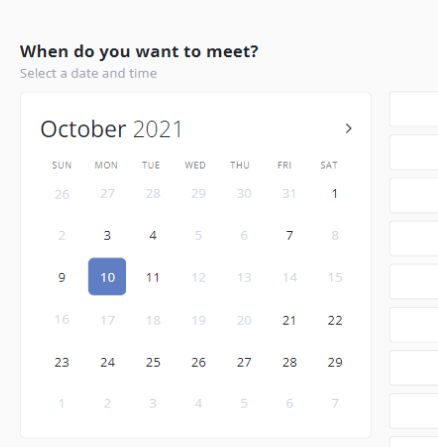 When do you want to meet?
Select a date and time
October 2021
SUN MON TUE WED THU FRI SAT
26 27 28 29 30 31 1
2 3 4 5 6 7 8
9 10 11 12 13 14 15
16 17 18 19 20 21 22
23 24 25 26 27 28 29
1 2 3 4 5 6 7